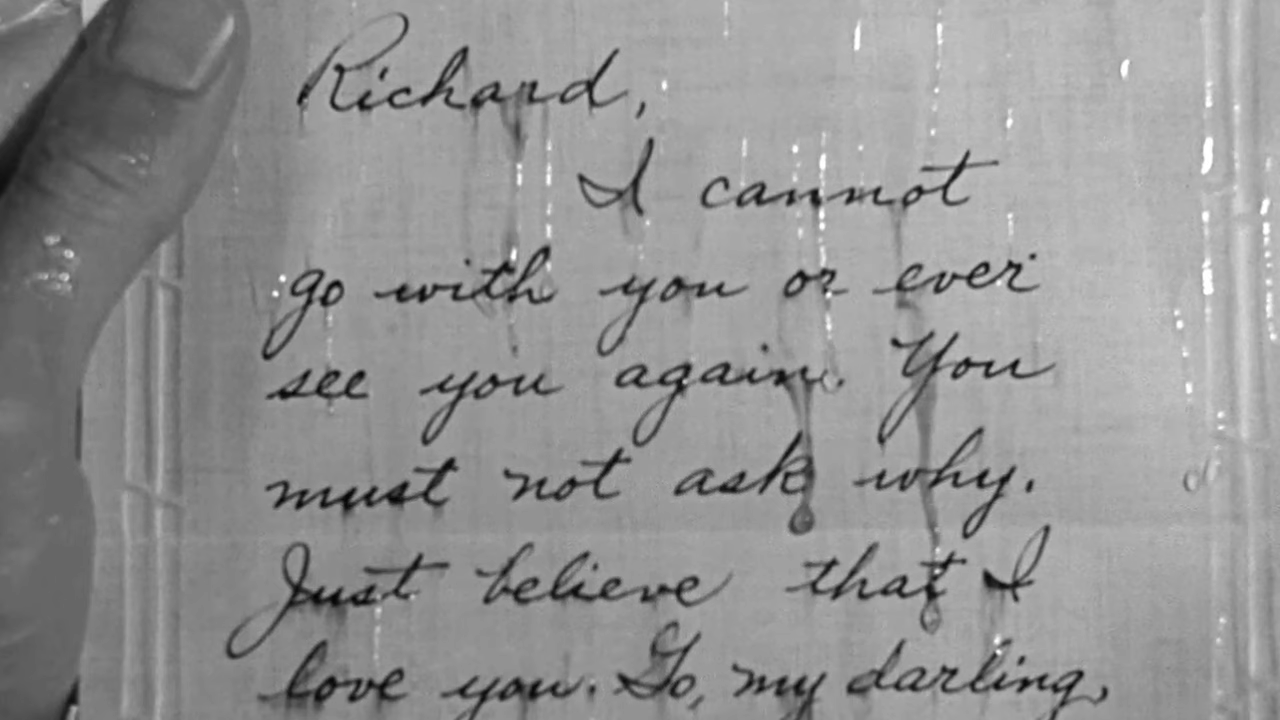 Richard,
I cannot
go with you or ever
see you again. You
must not ask why.
Just believe that I
love you. Go, my darling,